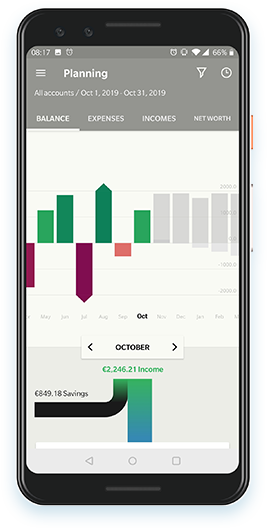 08:17 66%
Planning
All accounts / Oct 1, 2019 - Oct 31, 2019
BALANCE EXPENSES INCOMES NET WORTH
2000.0
1000.0
-1000.0
-2000.0
May Jun Jul Aug Sep Oct Nov Dec Jan Feb Mar
OCTOBER
€2,246.21 Income
€849.18 Savings